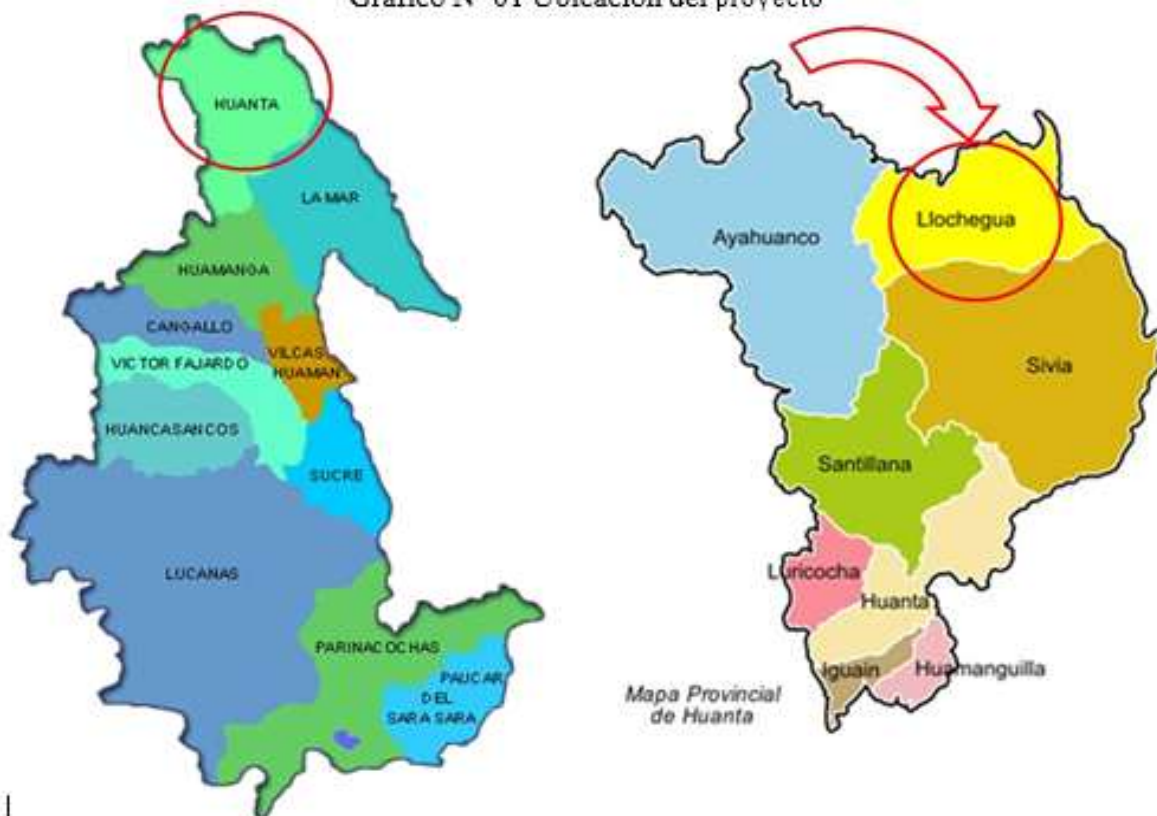 Gráfico N° 01 Ubicación del proyecto
HUANTA
LA MAR
HUAMANGA
CANGALLO
VILCAS
HUAMAN
VICTOR FAJARDO
HUANCASANCOS
SUCRE
LUCANAS
PARINACOCHAS
PAUCAR
DEL
SARA SARA
Ayahuanco
Llochegua
Sivia
Santillana
Luricocha
Huanta
Iguain
Huamanguilla
Mapa Provincial
de Huanta